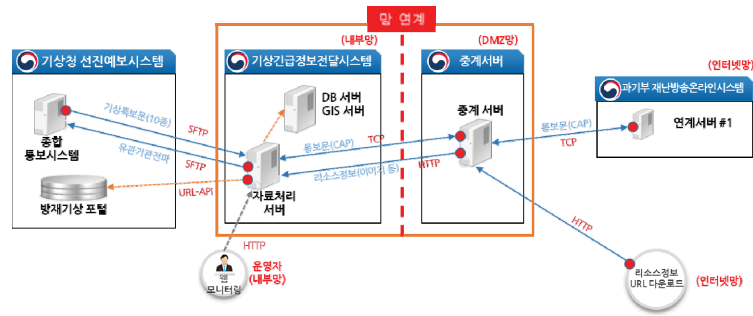 망 연계
(내부망)
(DMZ망)
(인터넷망)
기상청 선진예보시스템
기상긴급정보전달시스템
중계서버
과기부 재난방송온라인시스템
DB 서버
GIS 서버
중계 서버
연계서버 #1
기상특보문(10종)
SFTP
종합
통보시스템
유관기관전파
SFTP
통보문(CAP)
TCP
통보문(CAP)
TCP
리소스정보(이미지 등)
HTTP
URL-API
자료처리
서버
방재기상 포털
HTTP
HTTP
웹
모니터링
운영자
(내부망)
리소스정보
URL 다운로드
(인터넷망)